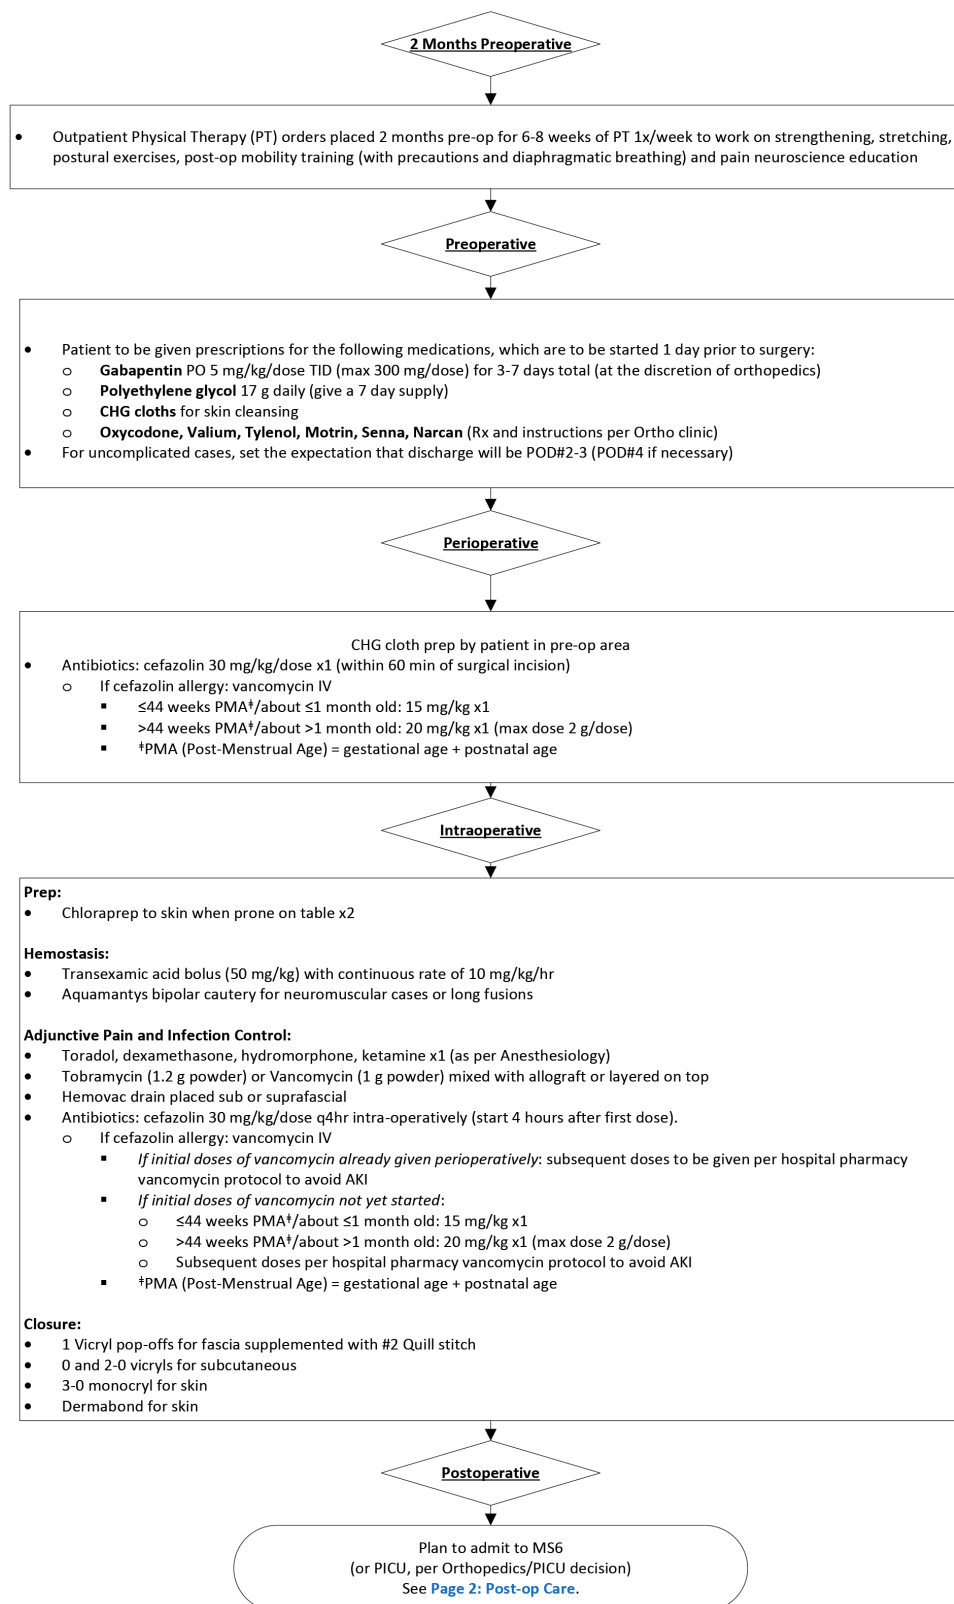 2 Months Preoperative
• Outpatient Physical Therapy (PT) orders placed 2 months pre-op for 6-8 weeks of PT 1x/week to work on strengthening, stretching,
postural exercises, post-op mobility training (with precautions and diaphragmatic breathing) and pain neuroscience education
Preoperative
• Patient to be given prescriptions for the following medications, which are to be started 1 day prior to surgery:
o Gabapentin PO 5 mg/kg/dose TID (max 300 mg/dose) for 3-7 days total (at the discretion of orthopedics)
o Polyethylene glycol 17 g daily (give a 7 day supply)
o CHG cloths for skin cleansing
o Oxycodone, Valium, Tylenol, Motrin, Senna, Narcan (Rx and instructions per Ortho clinic)
• For uncomplicated cases, set the expectation that discharge will be POD#2-3 (POD#4 if necessary)
Perioperative
CHG cloth prep by patient in pre-op area
• Antibiotics: cefazolin 30 mg/kg/dose x1 (within 60 min of surgical incision)
o If cefazolin allergy: vancomycin IV
▪ ≤44 weeks PMA⁺/about ≤1 month old: 15 mg/kg x1
▪ >44 weeks PMA⁺/about >1 month old: 20 mg/kg x1 (max dose 2 g/dose)
▪ ⁺PMA (Post-Menstrual Age) = gestational age + postnatal age
Intraoperative
Prep:
• Chloraprep to skin when prone on table x2
Hemostasis:
• Transexamic acid bolus (50 mg/kg) with continuous rate of 10 mg/kg/hr
• Aquamantys bipolar cautery for neuromuscular cases or long fusions
Adjunctive Pain and Infection Control:
• Toradol, dexamethasone, hydromorphone, ketamine x1 (as per Anesthesiology)
• Tobramycin (1.2 g powder) or Vancomycin (1 g powder) mixed with allograft or layered on top
• Hemovac drain placed sub or suprafascial
• Antibiotics: cefazolin 30 mg/kg/dose q4hr intra-operatively (start 4 hours after first dose).
o If cefazolin allergy: vancomycin IV
▪ If initial doses of vancomycin already given perioperatively: subsequent doses to be given per hospital pharmacy
vancomycin protocol to avoid AKI
▪ If initial doses of vancomycin not yet started:
o ≤44 weeks PMA⁺/about ≤1 month old: 15 mg/kg x1
o >44 weeks PMA⁺/about >1 month old: 20 mg/kg x1 (max dose 2 g/dose)
o Subsequent doses per hospital pharmacy vancomycin protocol to avoid AKI
▪ ⁺PMA (Post-Menstrual Age) = gestational age + postnatal age
Closure:
• 1 Vicryl pop-offs for fascia supplemented with #2 Quill stitch
• 0 and 2-0 vicryls for subcutaneous
• 3-0 monocryl for skin
• Dermabond for skin
Postoperative
Plan to admit to MS6
(or PICU, per Orthopedics/PICU decision)
See Page 2: Post-op Care.